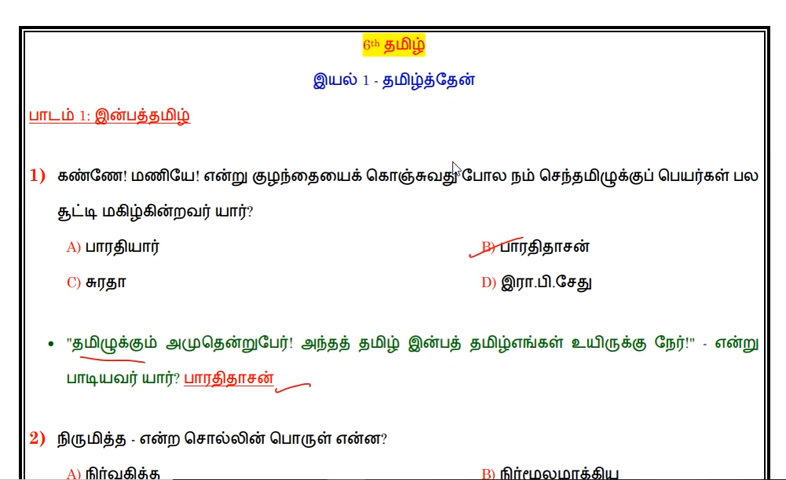 6th தமிழ்
இயல் 1 - தமிழ்த்தேன்
பாடம் 1: இன்பத்தமிழ்
1) கண்ணே! மணியே! என்று குழந்தையைக் கொஞ்சுவது போல நம் செந்தமிழுக்குப் பெயர்கள் பல
சூட்டி மகிழ்கின்றவர் யார்?
A) பாரதியார் B) பாரதிதாசன்
C) சுரதா D) இரா.பி.சேது
• "தமிழுக்கும் அமுதென்றுபேர்! அந்தத் தமிழ் இன்பத் தமிழ்எங்கள் உயிருக்கு நேர்!" - என்று
பாடியவர் யார்? பாரதிதாசன்
2) நிருமித்த - என்ற சொல்லின் பொருள் என்ன?
A) நிர்வகித்த B) நிர்மூலமாக்கிய